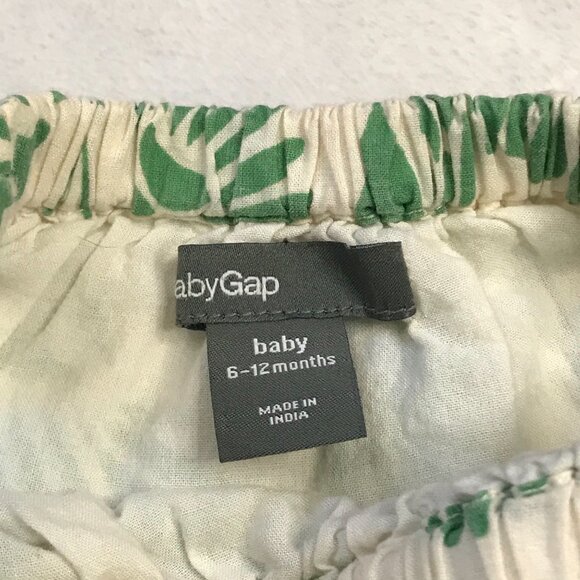 abyGap
baby
6-12 months
MADE IN
INDIA